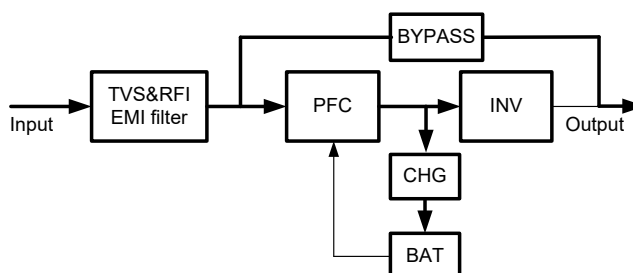 BYPASS
TVS&RFI
EMI filter
PFC
INV
Input
Output
CHG
BAT